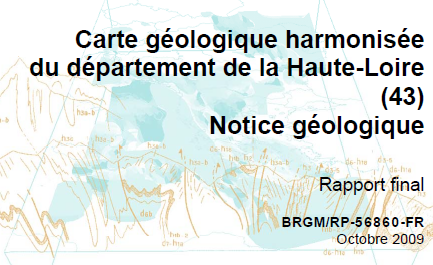 Carte géologique harmonisée
du département de la Haute-Loire
(43)
Notice géologique
Rapport final
BRGM/RP-56860-FR
Octobre 2009